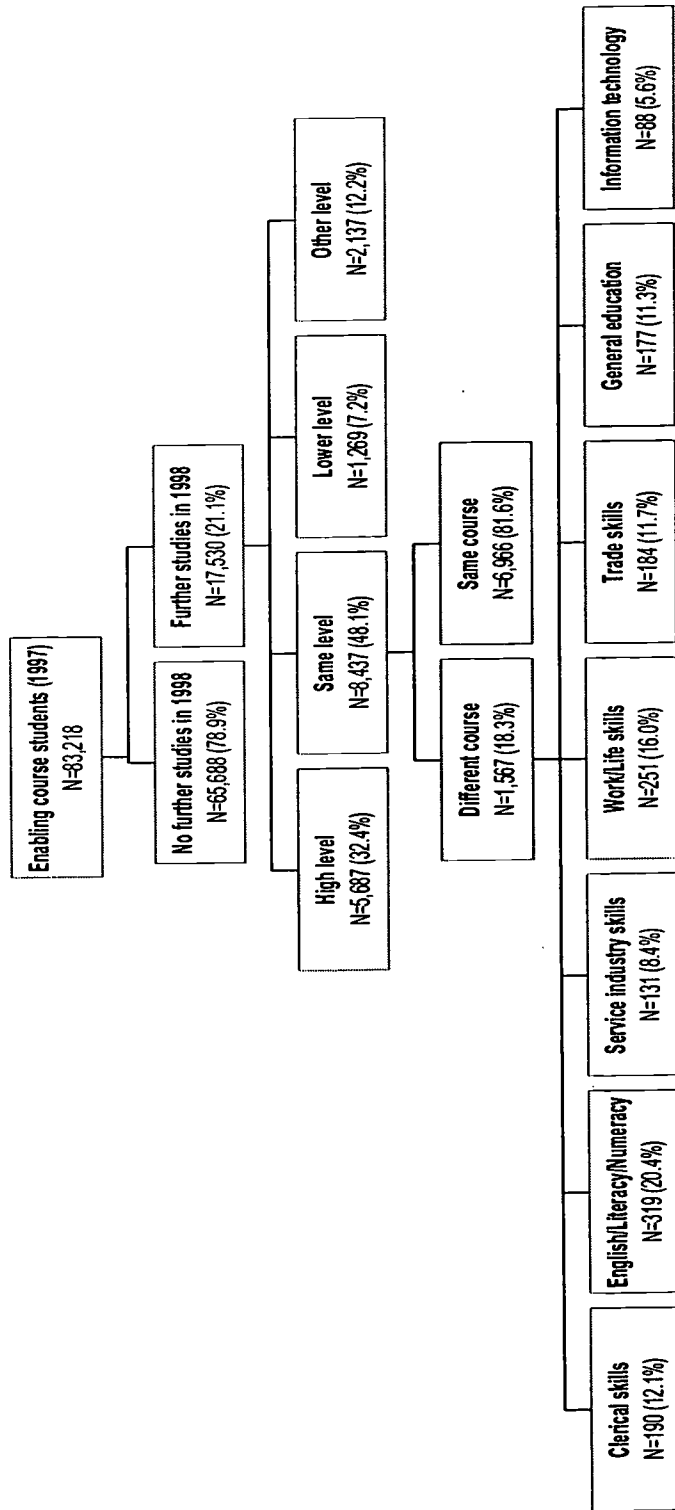 Enabling course students (1997)
N=83,218
No further studies in 1998
N=65,688 (78.9%)
Further studies in 1998
N=17,530 (21.1%)
High level
N=5,687 (32.4%)
Same level
N=8,437 (48.1%)
Lower level
N=1,269 (7.2%)
Other level
N=2,137 (12.2%)
Different course
N=1,567 (18.3%)
Same course
N=6,966 (81.6%)
Clerical skills
N=190 (12.1%)
English/Literacy/Numeracy
N=319 (20.4%)
Service industry skills
N=131 (8.4%)
Work/Life skills
N=251 (16.0%)
Trade skills
N=184 (11.7%)
General education
N=177 (11.3%)
Information technology
N=88 (5.6%)